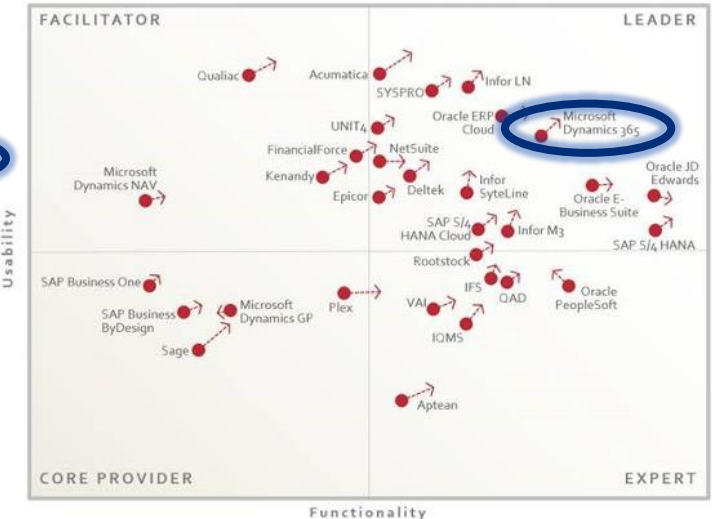 FACILITATOR
LEADER
Qualiac
Acumatica
SYSPRO
Infor LN
UNIT4
Oracle ERP
Cloud
Microsoft
Dynamics 365
FinancialForce
NetSuite
Kenandy
Deltek
Epicor
Infor
SyteLine
Oracle E-
Business Suite
Oracle JD
Edwards
Microsoft
Dynamics NAV
SAP S/4
HANA Cloud
Infor M3
SAP S/4 HANA
Usability
Rootstock
SAP Business One
SAP Business
ByDesign
Microsoft
Dynamics GP
Sage
Plex
VAI
IFS
QAD
Oracle
PeopleSoft
IQMS
Aptean
CORE PROVIDER
EXPERT
Functionality